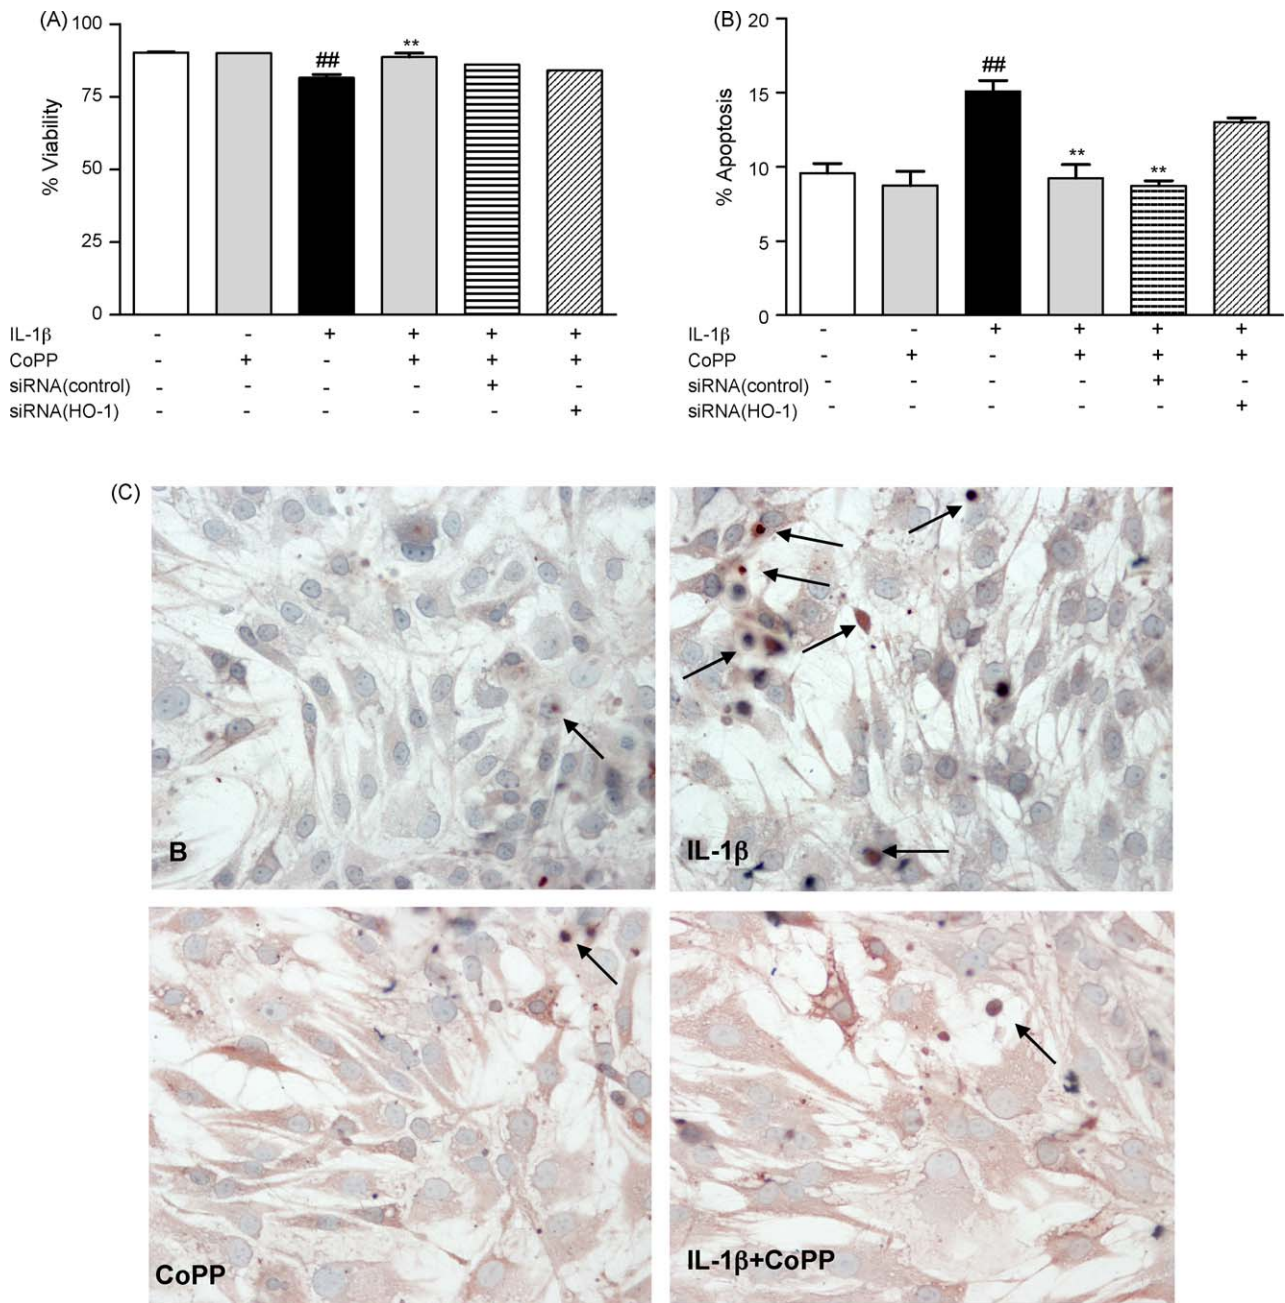 (A)
% Viability
100
75
50
25
0
##
**
IL-1β - - + + + +
CoPP - + - + + +
siRNA(control) - - - - + -
siRNA(HO-1) - - - - - +
(B)
% Apoptosis
20
15
10
5
0
##
**
**
IL-1β - - + + + +
CoPP - + - + + +
siRNA(control) - - - - + -
siRNA(HO-1) - - - - - +
(C)
B
IL-1β
CoPP
IL-1β+CoPP